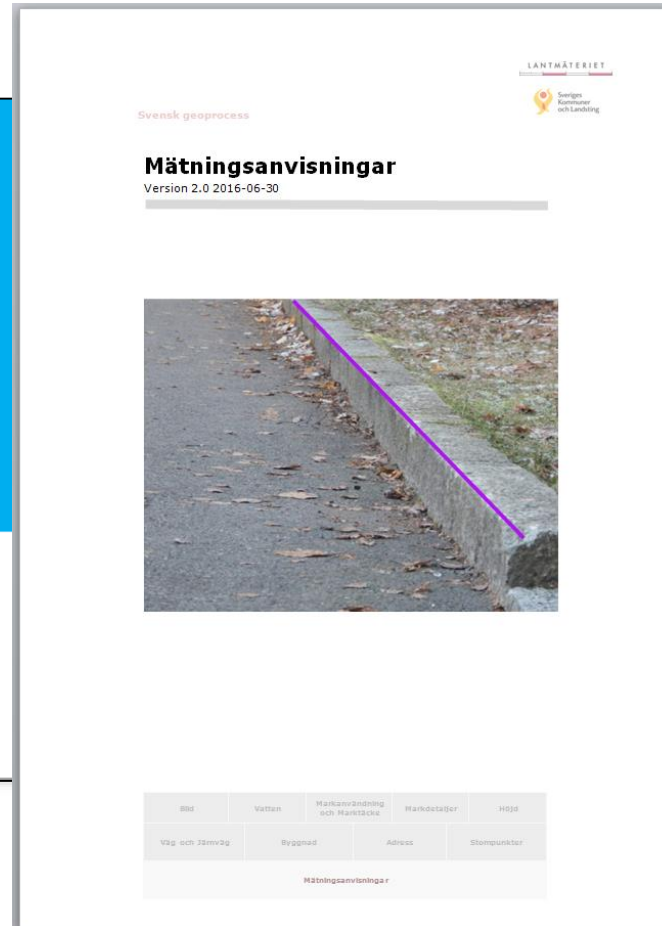 LANTMÄTERIET
Sveriges
Kommuner
och Landsting
Svensk geoprocess
Mätningsanvisningar
Version 2.0 2016-06-30
Bild
Vatten
Markanvändning
och Marktäcke
Markdetaljer
Höjd
Väg och Järnväg
Byggnad
Adress
Stompunkter
Mätningsanvisningar